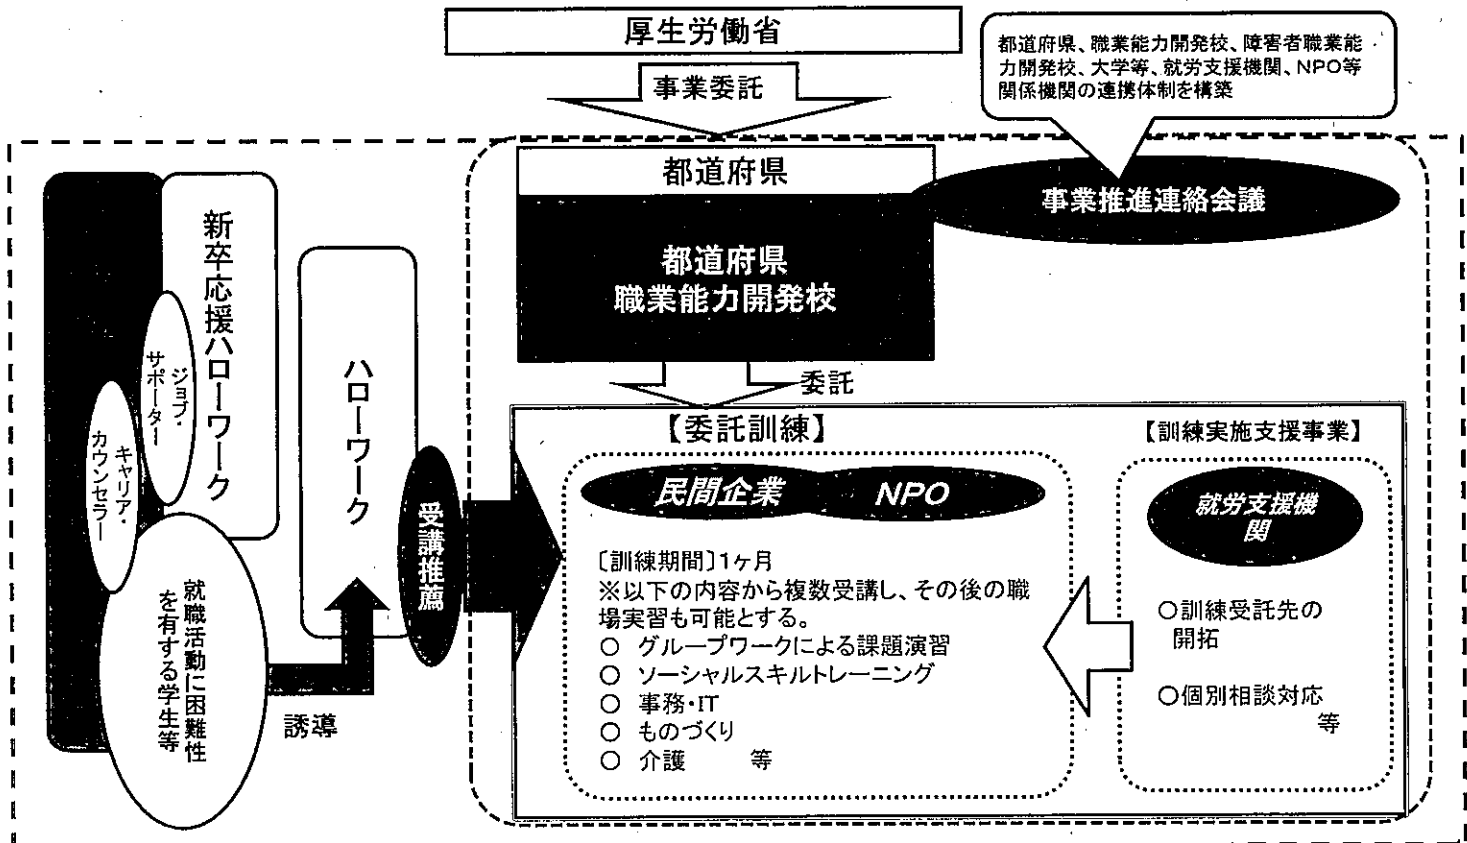 厚生労働省
事業委託
都道府県、職業能力開発校、障害者職業能
力開発校、大学等、就労支援機関、NPO等
関係機関の連携体制を構築
都道府県
事業推進連絡会議
都道府県
職業能力開発校
委託
新卒応援ハローワーク
ジョブ・
サポーター
キャリア・
カウンセラー
就職活動に困難性
を有する学生等
誘導
ハローワーク
受講推薦
【委託訓練】
民間企業
NPO
〔訓練期間〕1ヶ月
※以下の内容から複数受講し、その後の職
場実習も可能とする。
○ グループワークによる課題演習
○ ソーシャルスキルトレーニング
○ 事務・IT
○ ものづくり
○ 介護 等
【訓練実施支援事業】
就労支援機
関
○訓練受託先の
開拓
○個別相談対応
等